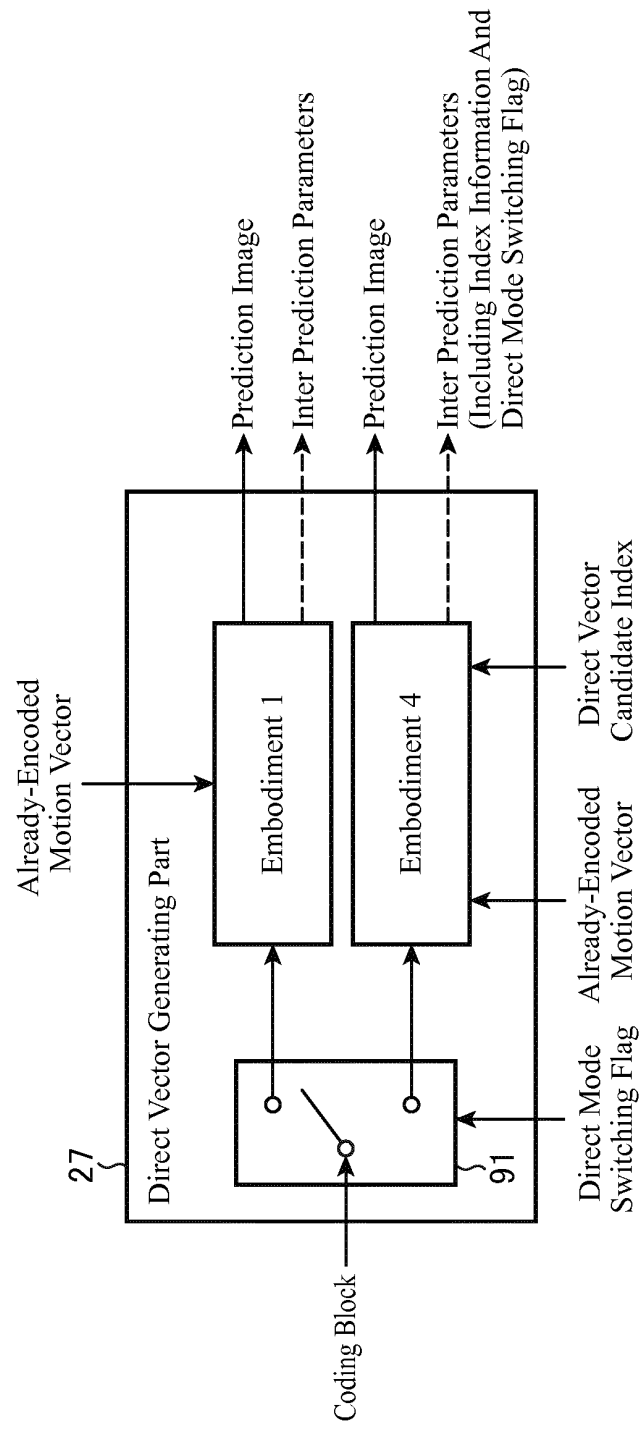 Already-Encoded
Motion Vector
27
Direct Vector Generating Part
Coding Block
91
Embodiment 1
Embodiment 4
Prediction Image
Inter Prediction Parameters
Prediction Image
Inter Prediction Parameters
(Including Index Information And
Direct Mode Switching Flag)
Direct Mode
Switching Flag
Already-Encoded
Motion Vector
Direct Vector
Candidate Index